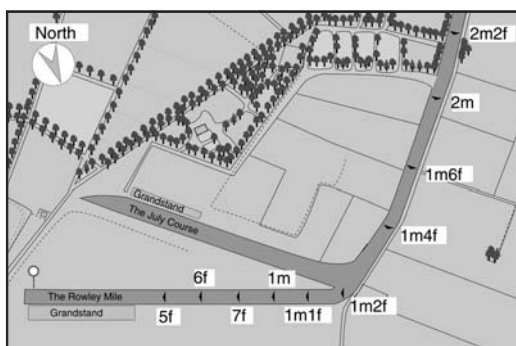 North
2m2f
2m
1m6f
Grandstand
The July Course
1m4f
6f
1m
The Rowley Mile
1m2f
Grandstand
5f
7f
1m1f